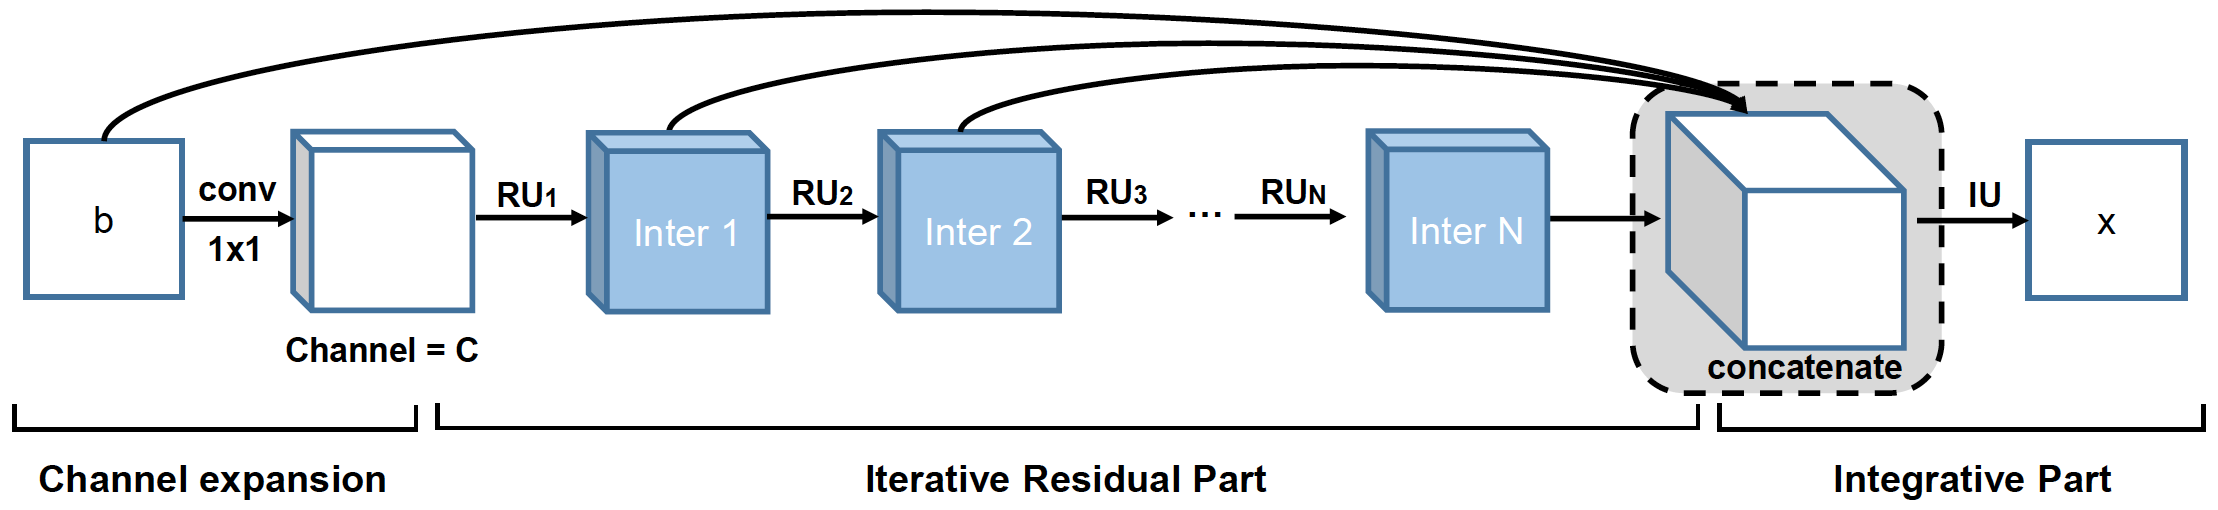 b
conv
1x1
Channel = C
RU1
Inter 1
RU2
Inter 2
RU3
...
RUN
Inter N
concatenate
IU
x
Channel expansion
Iterative Residual Part
Integrative Part